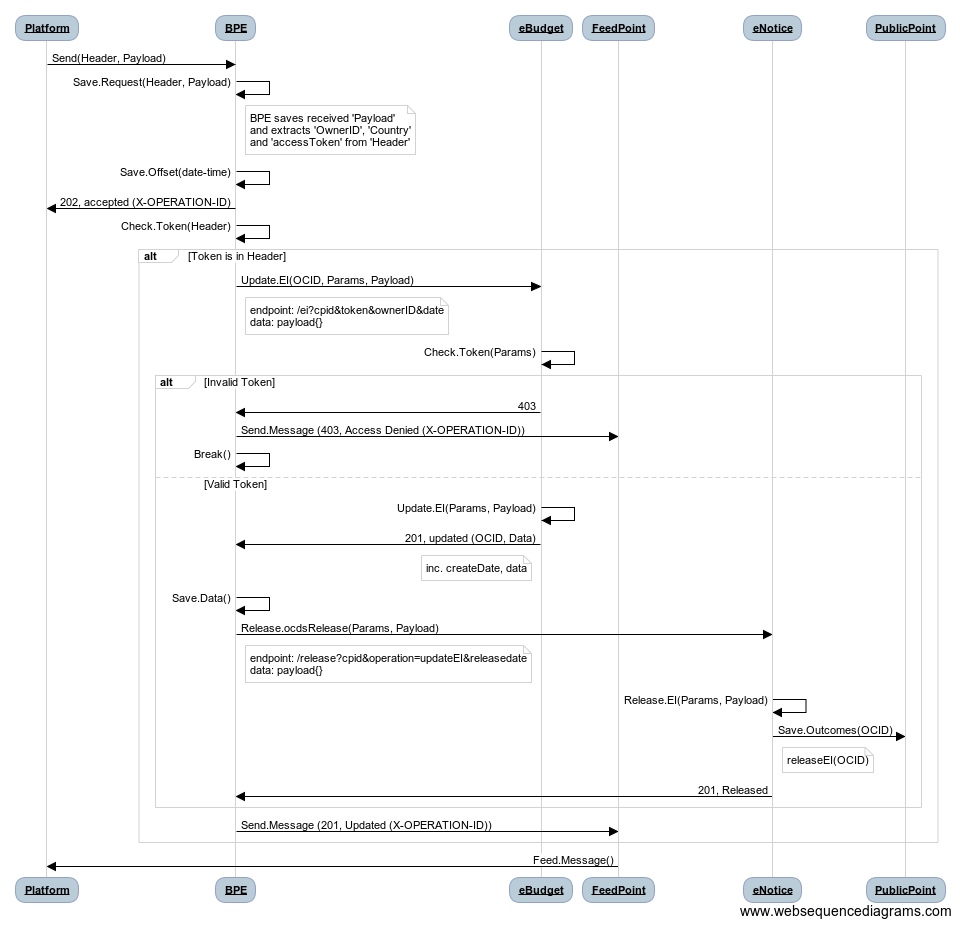 Platform
BPE
eBudget
FeedPoint
eNotice
PublicPoint
Send(Header, Payload)
Save.Request(Header, Payload)
BPE saves received 'Payload'
and extracts 'OwnerID', 'Country'
and 'accessToken' from 'Header'
Save.Offset(date-time)
202, accepted (X-OPERATION-ID)
Check.Token(Header)
alt
[Token is in Header]
Update.EI(OCID, Params, Payload)
endpoint: /ei?cpid&token&ownerID&date
data: payload{}
Check.Token(Params)
alt
[Invalid Token]
403
Send.Message (403, Access Denied (X-OPERATION-ID))
Break()
[Valid Token]
Update.EI(Params, Payload)
201, updated (OCID, Data)
inc. createDate, data
Save.Data()
Release.ocdsRelease(Params, Payload)
endpoint: /release?cpid&operation=updateEI&releasedate
data: payload{}
Release.EI(Params, Payload)
Save.Outcomes(OCID)
releaseEI(OCID)
201, Released
Send.Message (201, Updated (X-OPERATION-ID))
Feed.Message()
Platform
BPE
eBudget
FeedPoint
eNotice
PublicPoint
www.websequencediagrams.com